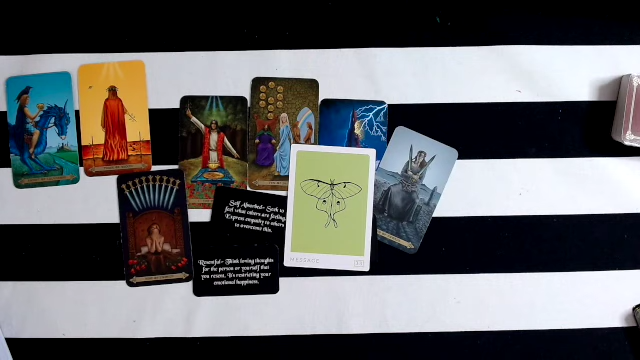 Self Absorbed- Seek to
feel what others are feeling.
Express empathy to others
to overcome this.
Resentful- Think loving thoughts
for the person or yourself that
you resent. It's restricting your
emotional happiness.
MESSAGE